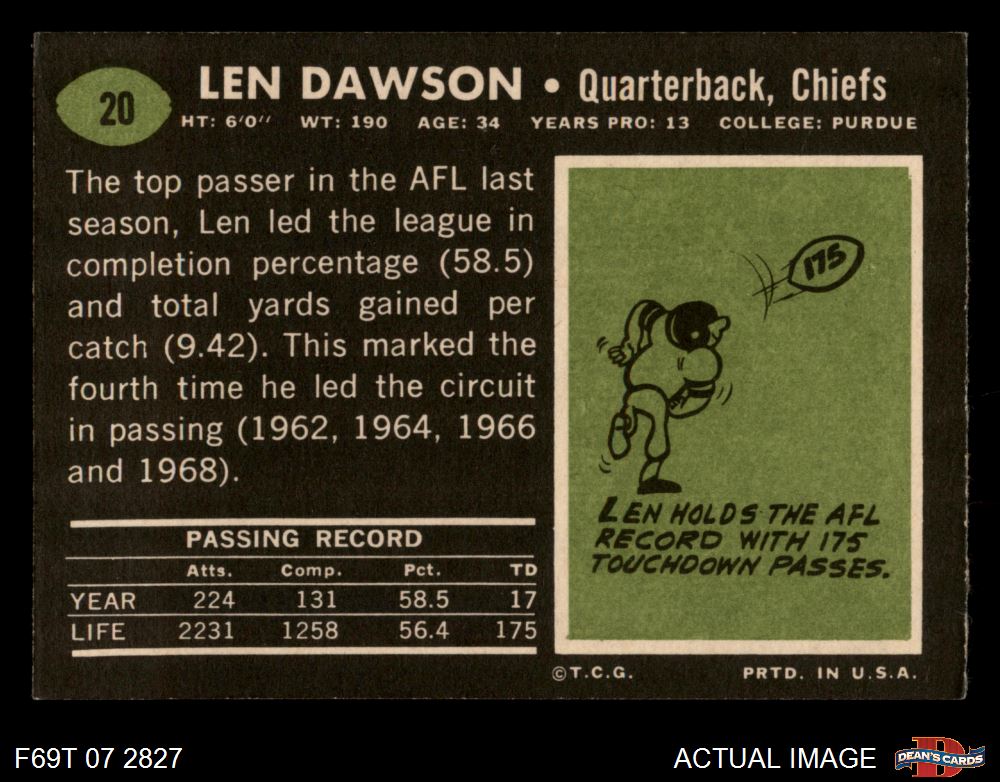 20
LEN DAWSON • Quarterback, Chiefs
HT: 6'0" WT: 190 AGE: 34 YEARS PRO: 13 COLLEGE: PURDUE
The top passer in the AFL last
season, Len led the league in
completion percentage (58.5)
and total yards gained per
catch (9.42). This marked the
fourth time he led the circuit
in passing (1962, 1964, 1966
and 1968).
PASSING RECORD
Atts. Comp. Pct. TD
YEAR 224 131 58.5 17
LIFE 2231 1258 56.4 175
175
LEN HOLDS THE AFL
RECORD WITH 175
TOUCHDOWN PASSES.
©T.C.G. PRTD. IN U.S.A.
F69T 07 2827
ACTUAL IMAGE
D
DEAN'S CARDS